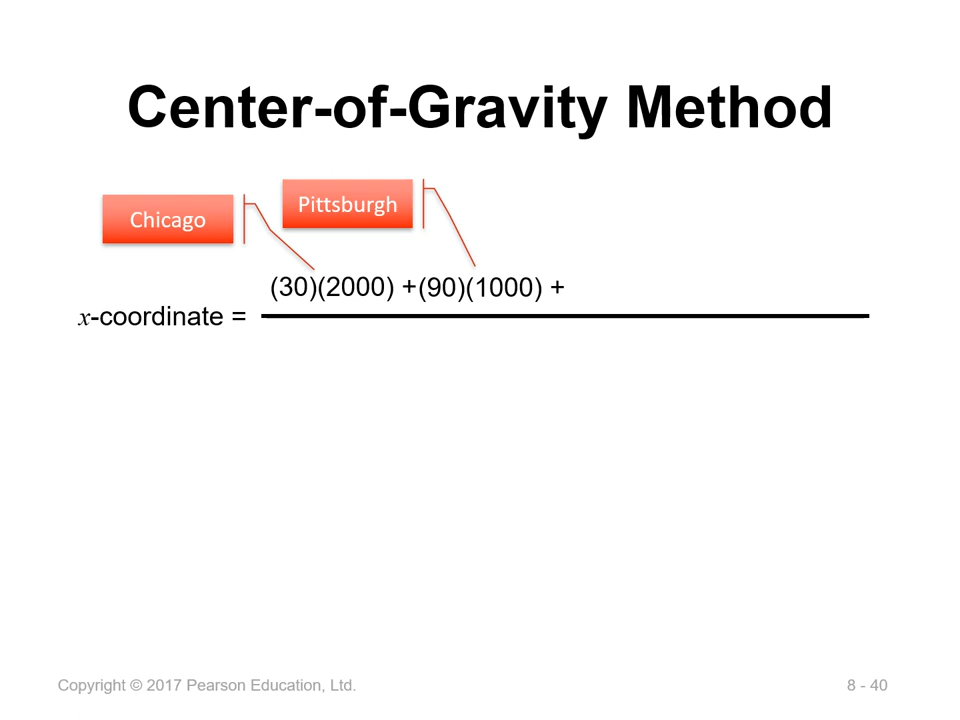 Center-of-Gravity Method
Chicago
Pittsburgh
(30)(2000) +(90)(1000) +
x-coordinate =
Copyright © 2017 Pearson Education, Ltd.
8 - 40